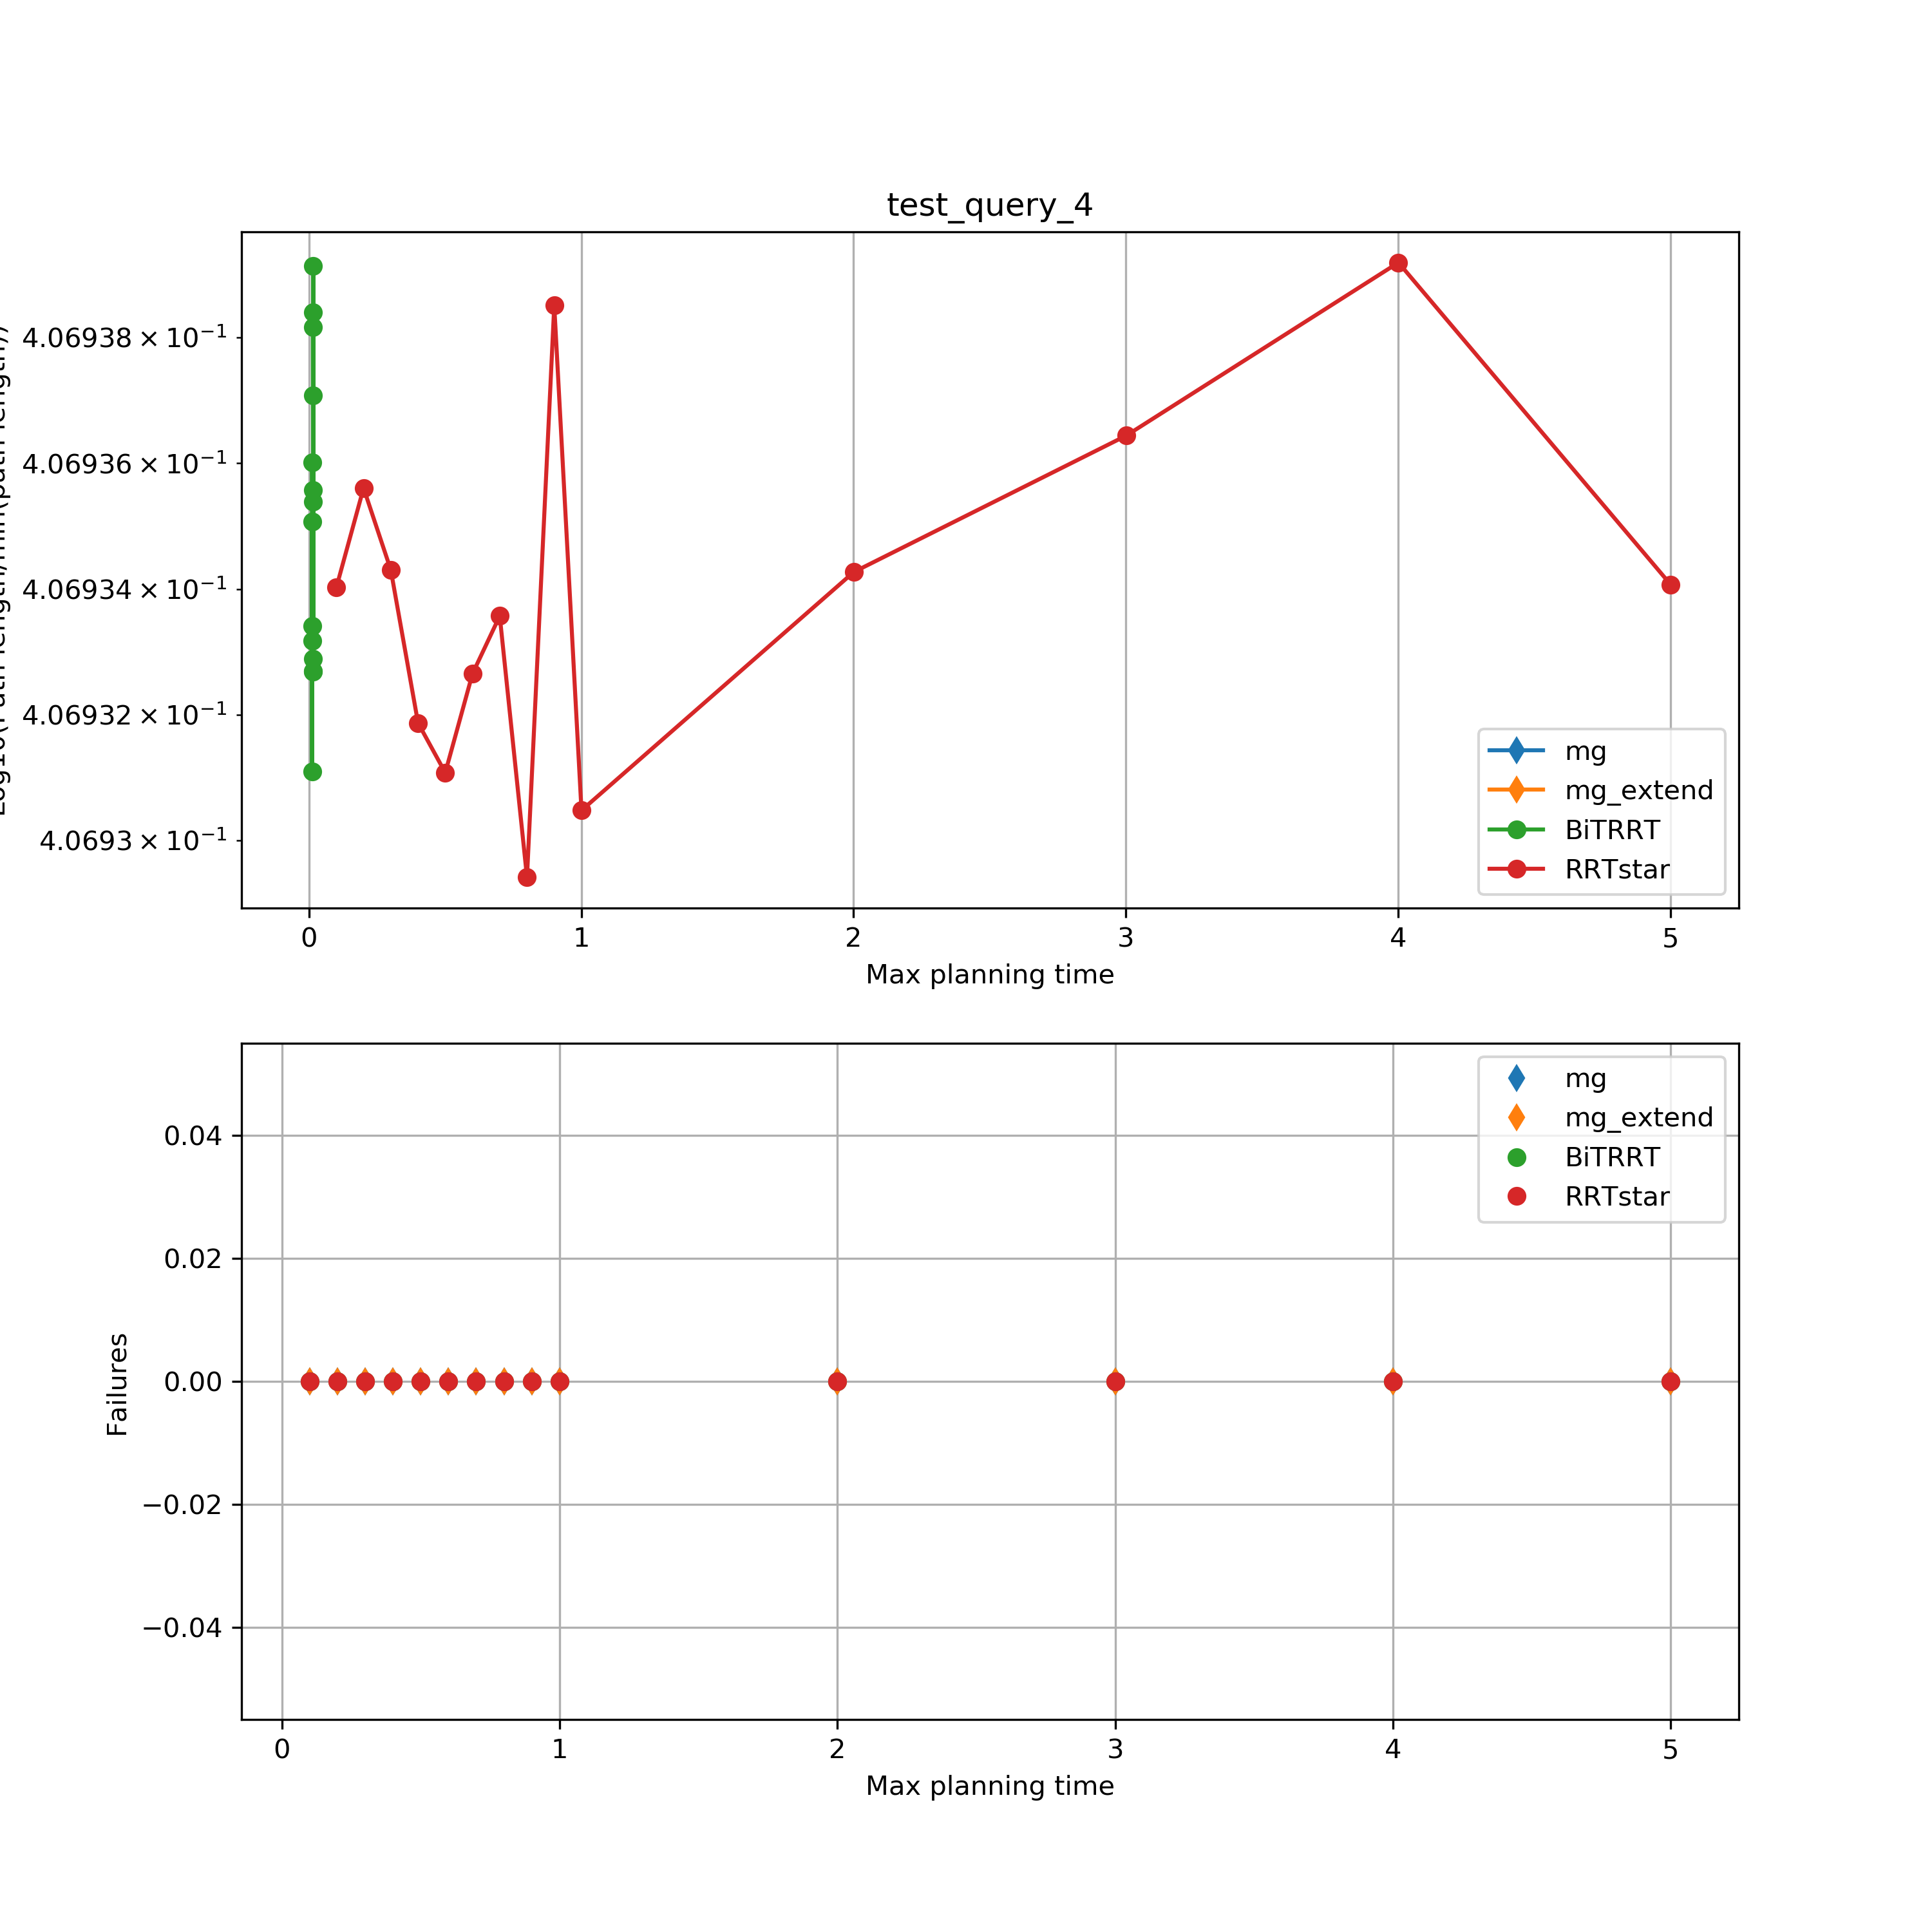 test_query_4
4.06938 × 10⁻¹
4.06936 × 10⁻¹
4.06934 × 10⁻¹
4.06932 × 10⁻¹
4.0693 × 10⁻¹
mg
mg_extend
BiTRRT
RRTstar
0 1 2 3 4 5
Max planning time
mg
mg_extend
BiTRRT
RRTstar
0.04
0.02
0.00
−0.02
−0.04
Failures
0 1 2 3 4 5
Max planning time